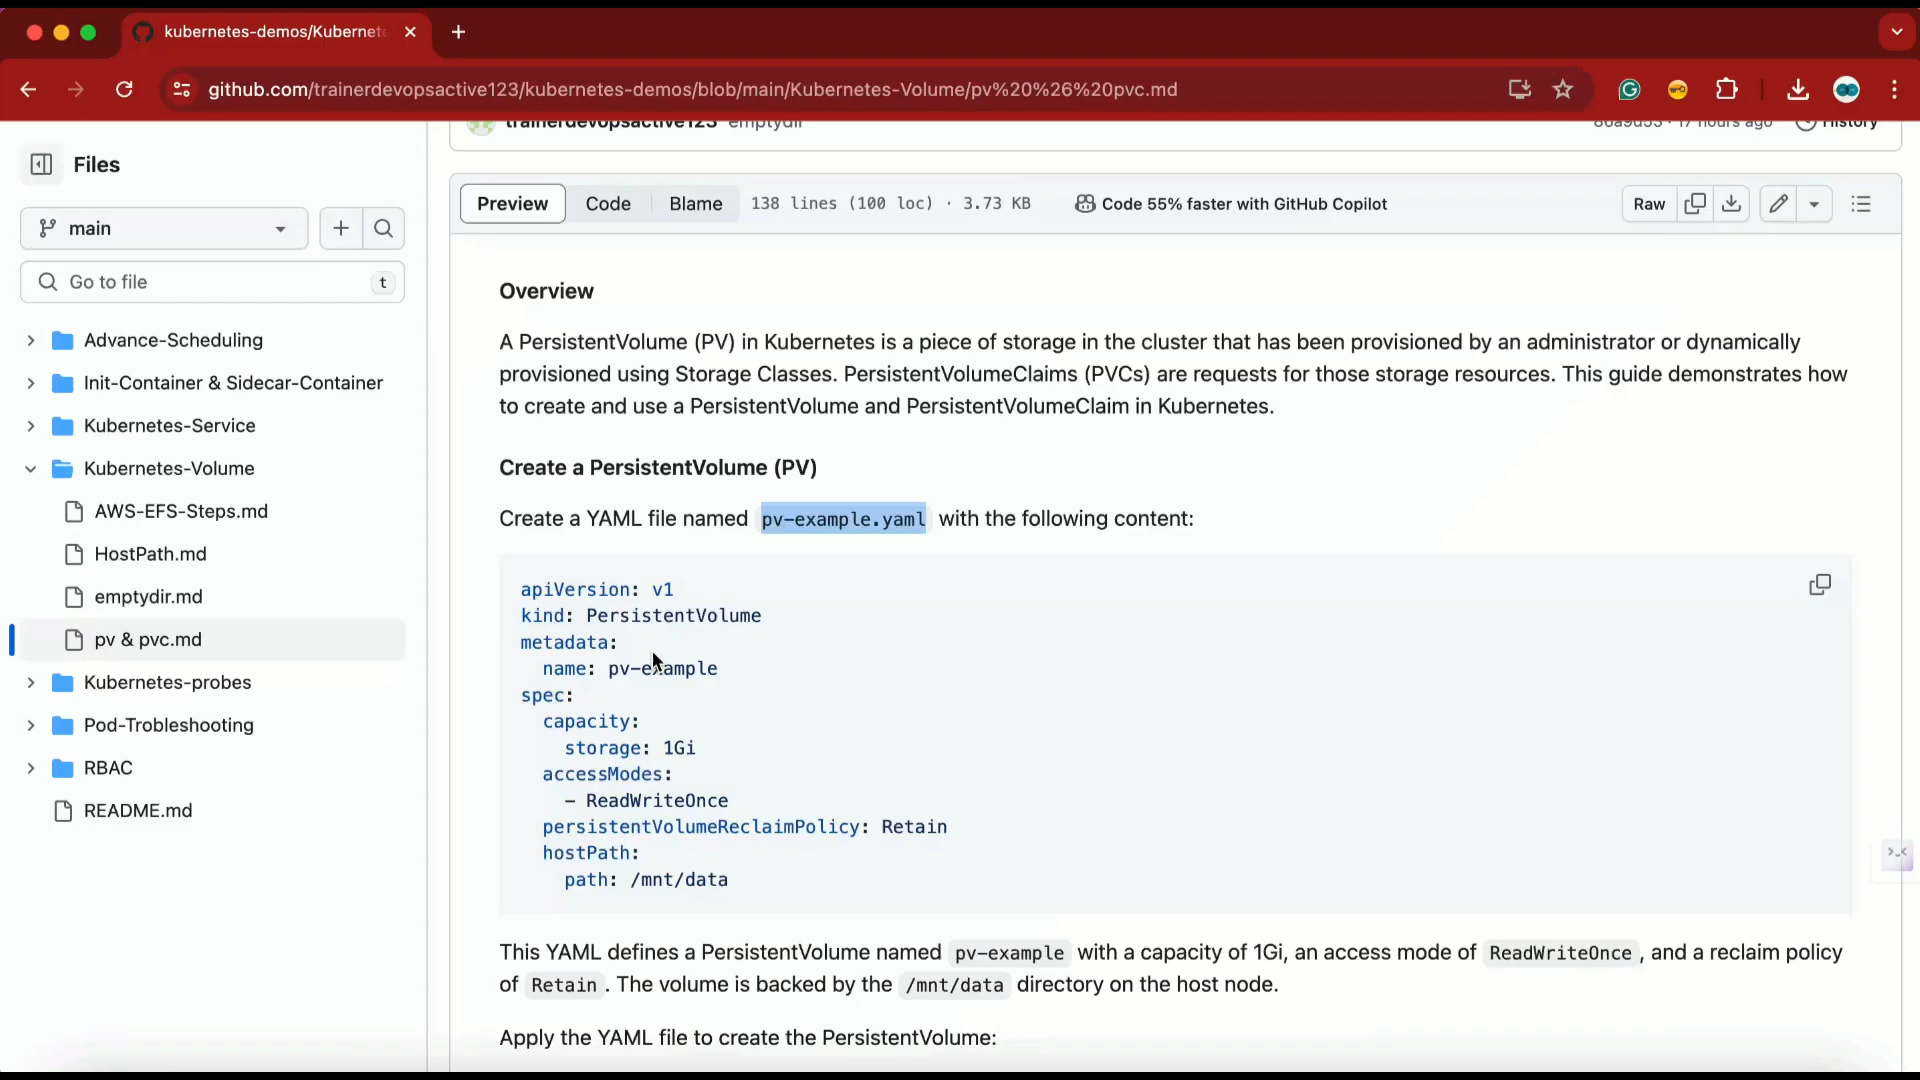 kubernetes-demos/Kubernet
github.com/trainerdevopsactive123/kubernetes-demos/blob/main/Kubernetes-Volume/pv%20%26%20pvc.md
trainerdevopsactive123 emptydir
86a9d53 · 17 hours ago
History
Files
main
Go to file
t
Advance-Scheduling
Init-Container & Sidecar-Container
Kubernetes-Service
Kubernetes-Volume
AWS-EFS-Steps.md
HostPath.md
emptydir.md
pv & pvc.md
Kubernetes-probes
Pod-Trobleshooting
RBAC
README.md
Preview Code Blame 138 lines (100 loc) · 3.73 KB Code 55% faster with GitHub Copilot Raw
Overview
A PersistentVolume (PV) in Kubernetes is a piece of storage in the cluster that has been provisioned by an administrator or dynamically
provisioned using Storage Classes. PersistentVolumeClaims (PVCs) are requests for those storage resources. This guide demonstrates how
to create and use a PersistentVolume and PersistentVolumeClaim in Kubernetes.
Create a PersistentVolume (PV)
Create a YAML file named pv-example.yaml with the following content:
apiVersion: v1
kind: PersistentVolume
metadata:
  name: pv-example
spec:
  capacity:
    storage: 1Gi
  accessModes:
    - ReadWriteOnce
  persistentVolumeReclaimPolicy: Retain
  hostPath:
    path: /mnt/data
This YAML defines a PersistentVolume named pv-example with a capacity of 1Gi, an access mode of ReadWriteOnce , and a reclaim policy
of Retain . The volume is backed by the /mnt/data directory on the host node.
Apply the YAML file to create the PersistentVolume: